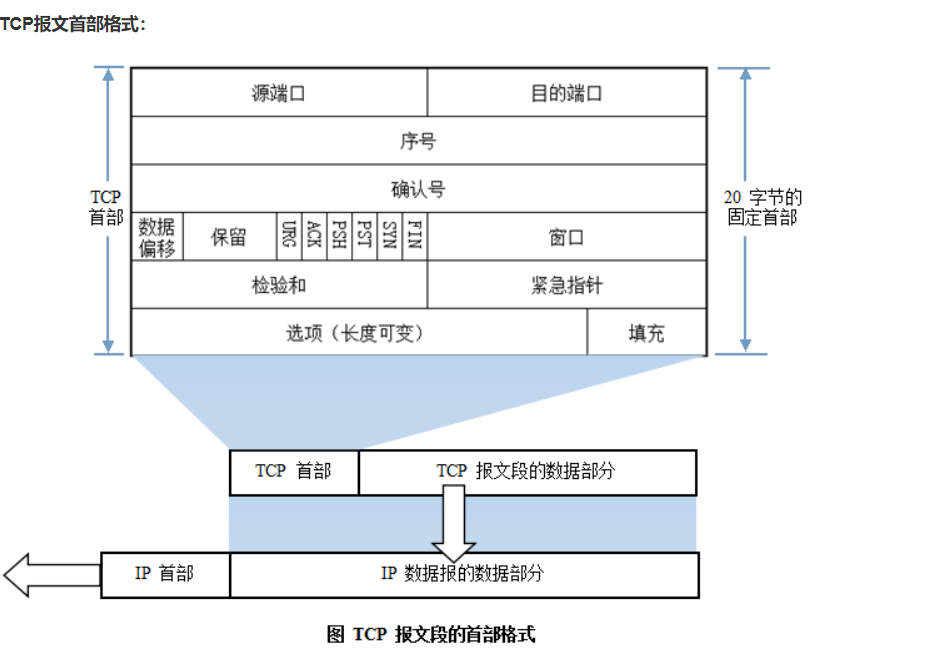 TCP报文首部格式：
源端口 目的端口
序号
确认号
TCP
首部
20 字节的
固定首部
数据
偏移
保留
URG
ACK
PSH
PST
SYN
FIN
窗口
检验和 紧急指针
选项（长度可变） 填充
TCP 首部 TCP 报文段的数据部分
IP 首部 IP 数据报的数据部分
图 TCP 报文段的首部格式